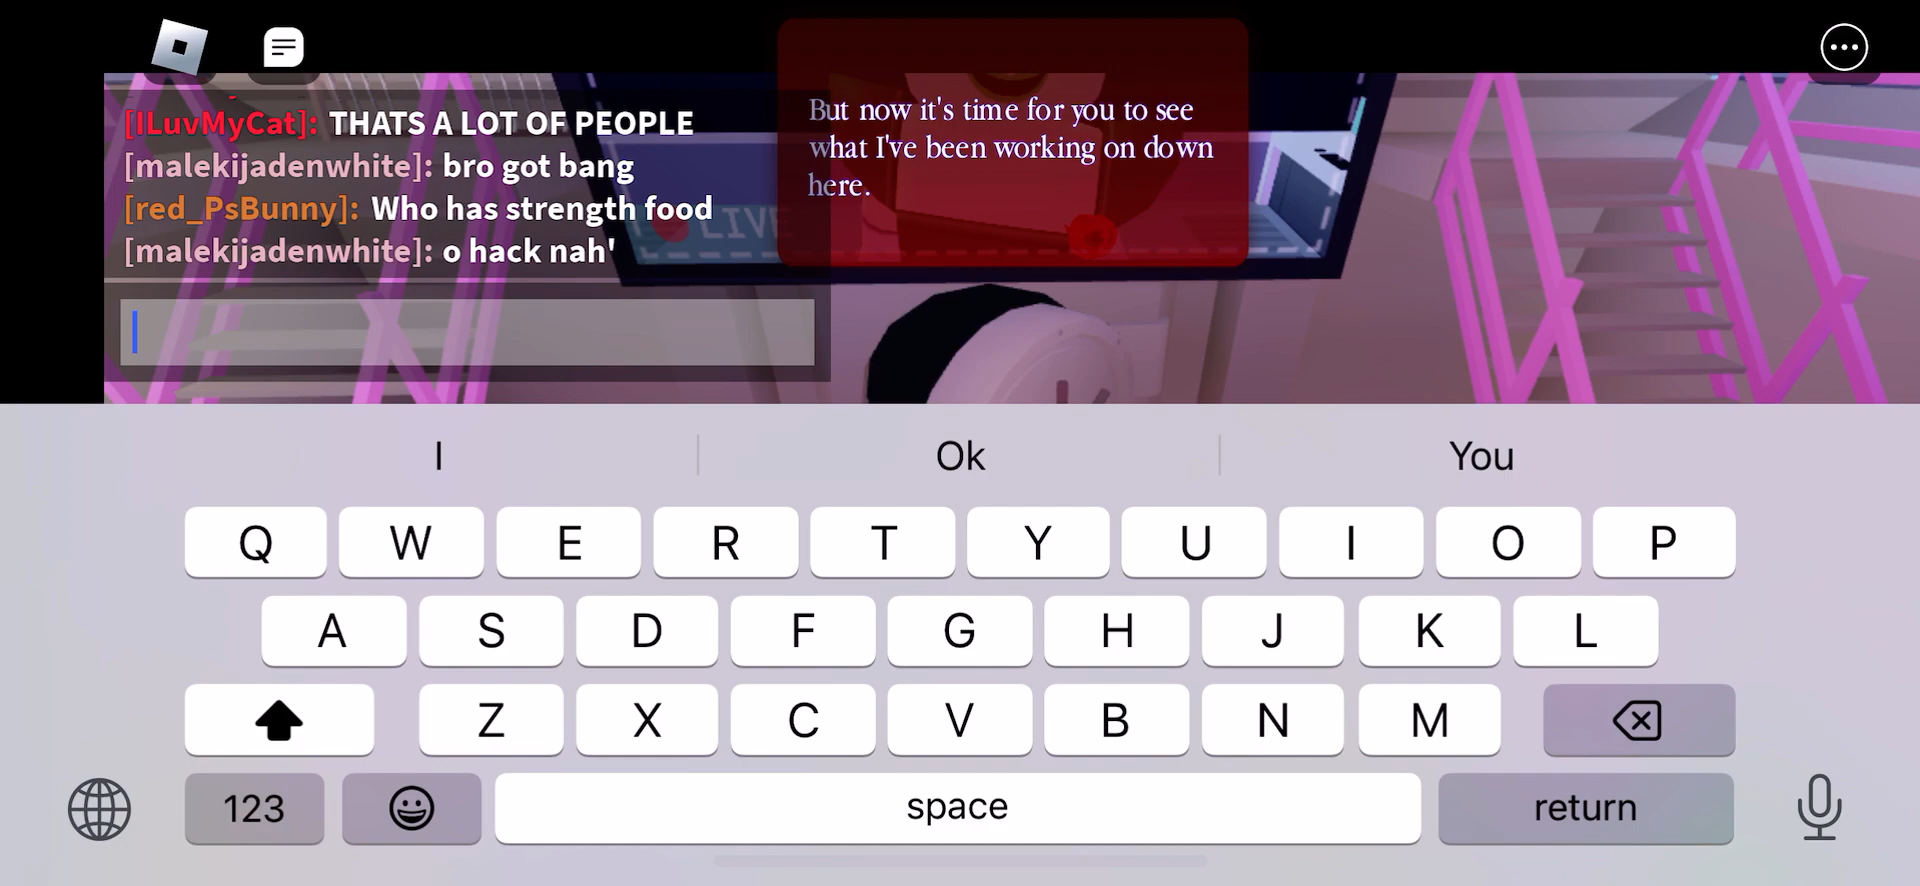 [ILuvMyCat]: THATS A LOT OF PEOPLE
[malekijadenwhite]: bro got bang
[red_PsBunny]: Who has strength food
[malekijadenwhite]: o hack nah'
But now it's time for you to see
what I've been working on down
here.
LIVE
I
Ok
You
Q W E R T Y U I O P
A S D F G H J K L
Z X C V B N M
123
space
return